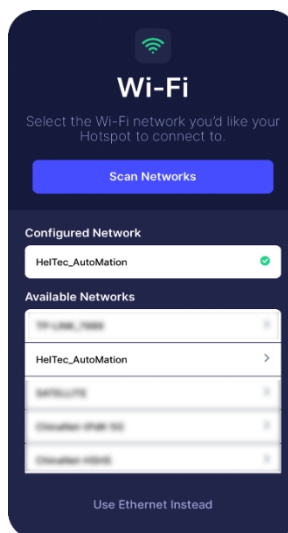 Wi-Fi
Select the Wi-Fi network you'd like your
Hotspot to connect to.
Scan Networks
Configured Network
HelTec_AutoMation
Available Networks
HelTec_AutoMation
Use Ethernet Instead